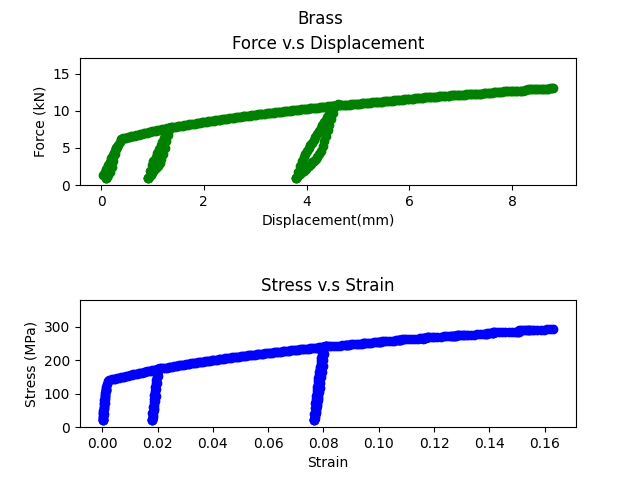 Brass
Force v.s Displacement
Force (kN)
15
10
5
0
0 2 4 6 8
Displacement(mm)
Stress v.s Strain
Stress (MPa)
300
200
100
0
0.00 0.02 0.04 0.06 0.08 0.10 0.12 0.14 0.16
Strain